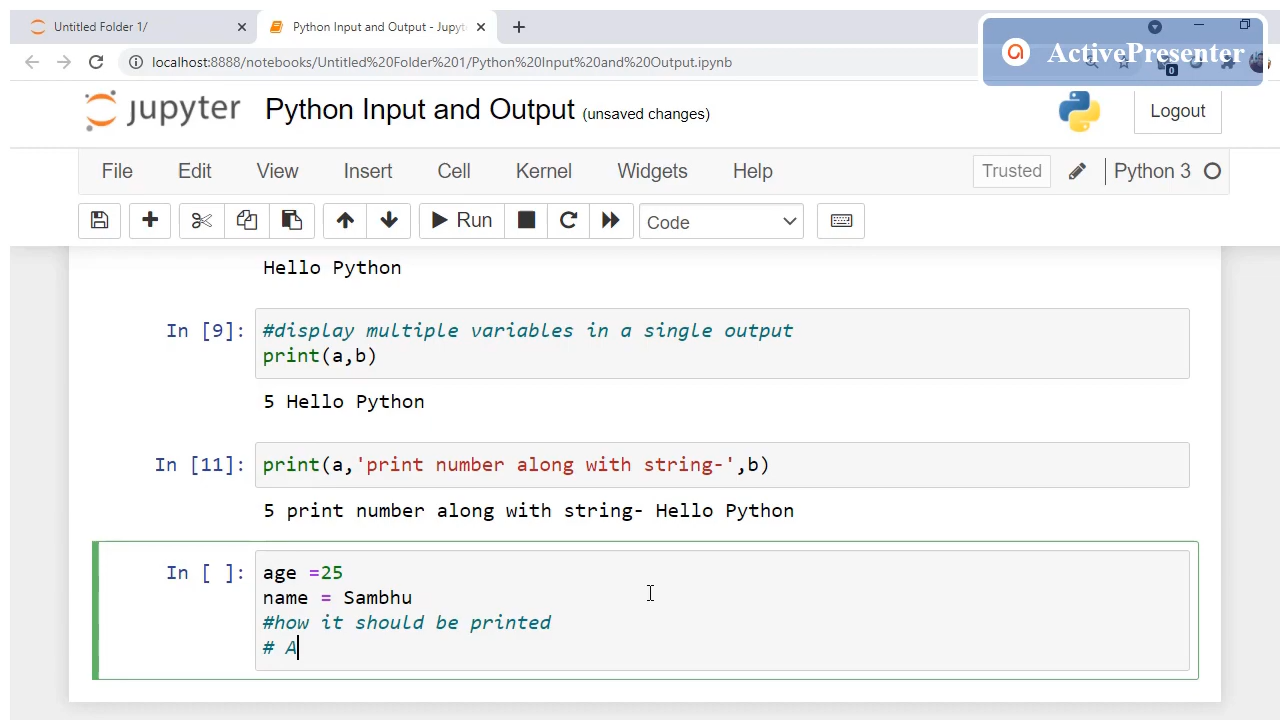 Untitled Folder 1/
Python Input and Output - Jupyt
ActivePresenter
localhost:8888/notebooks/Untitled%20Folder%201/Python%20Input%20and%20Output.ipynb
0
jupyter
Python Input and Output (unsaved changes)
Logout
File Edit View Insert Cell Kernel Widgets Help
Trusted
Python 3
Run
Code
Hello Python
In [9]: #display multiple variables in a single output
print(a,b)
5 Hello Python
In [11]: print(a,'print number along with string-',b)
5 print number along with string- Hello Python
In [ ]: age =25
name = Sambhu
#how it should be printed
# A